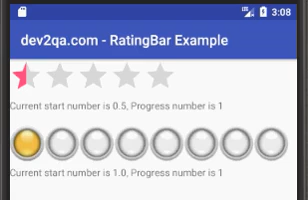 LTE 3:08
dev2qa.com - RatingBar Example
Current start number is 0.5, Progress number is 1
Current start number is 1.0, Progress number is 1